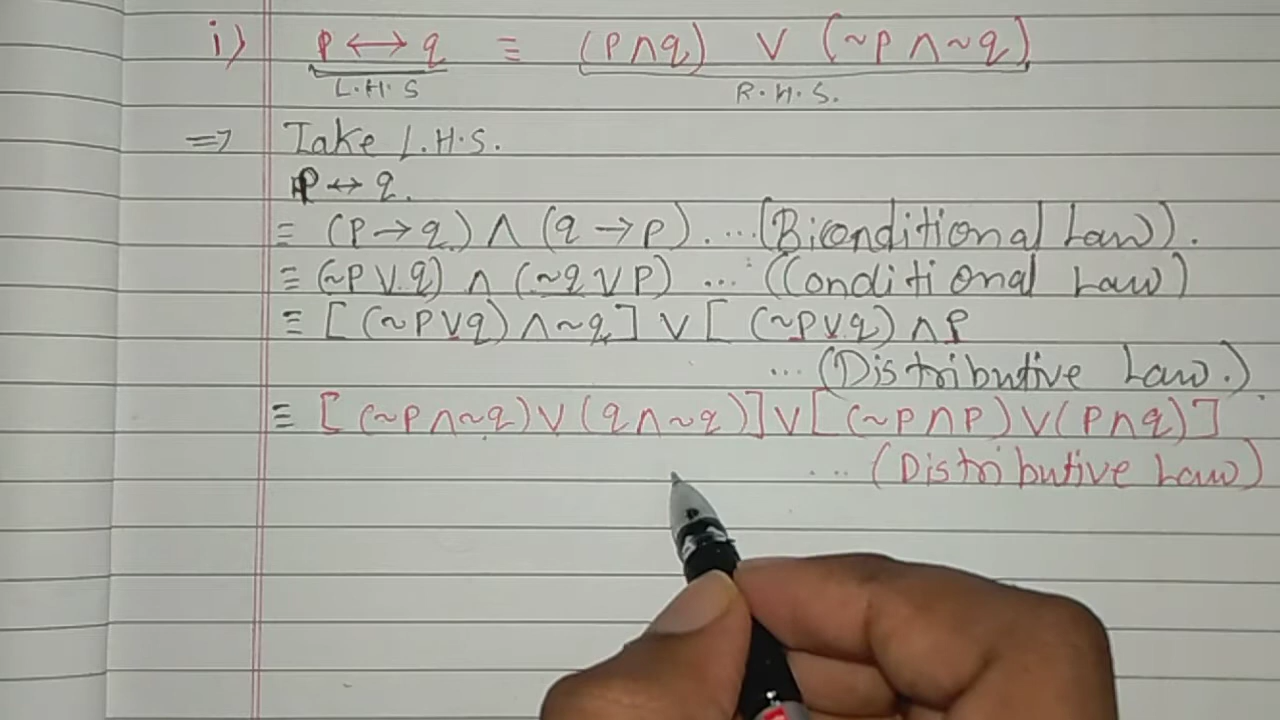 i) p ↔ q ≡ (p∧q) ∨ (~p ∧ ~q)
L.H.S R.H.S.
=> Take L.H.S.
p ↔ q.
≡ (p → q) ∧ (q → p). ...(Biconditional Law).
≡ (~p ∨ q) ∧ (~q ∨ p) ... (Conditional Law)
≡ [ (~p ∨ q) ∧ ~q ] ∨ [ (~p ∨ q) ∧ p
... (Distributive Law.)
≡ [ (~p ∧ ~q) ∨ (q ∧ ~q) ] ∨ [ (~p ∧ p) ∨ (p ∧ q) ]
... (Distributive Law)